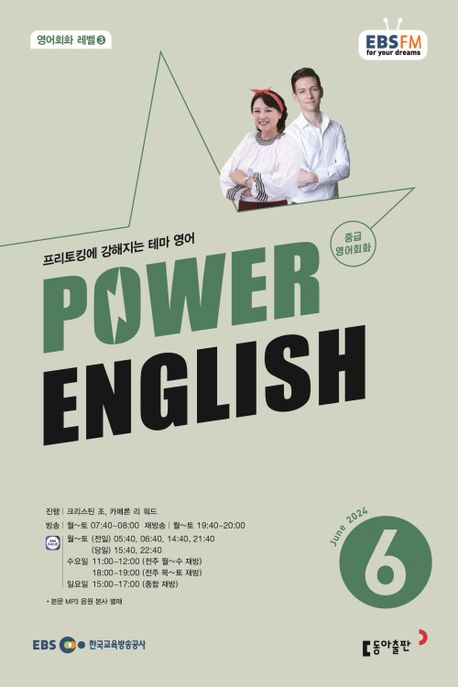 영어회화 레벨 3
EBS FM
for your dreams
프리토킹에 강해지는 테마 영어
중급
영어회화
POWER
ENGLISH
진행 | 크리스틴 조, 카메론 리 워드
방송 | 월~토 07:40~08:00 재방송 | 월~토 19:40~20:00
월~토 (전일) 05:40, 06:40, 14:40, 21:40
(당일) 15:40, 22:40
수요일 11:00~12:00 (전주 월~수 재방)
18:00~19:00 (전주 목~토 재방)
일요일 15:00~17:00 (종합 재방)
• 본문 MP3 음원 본사 별매
June 2024
6
EBS 한국교육방송공사
동아출판